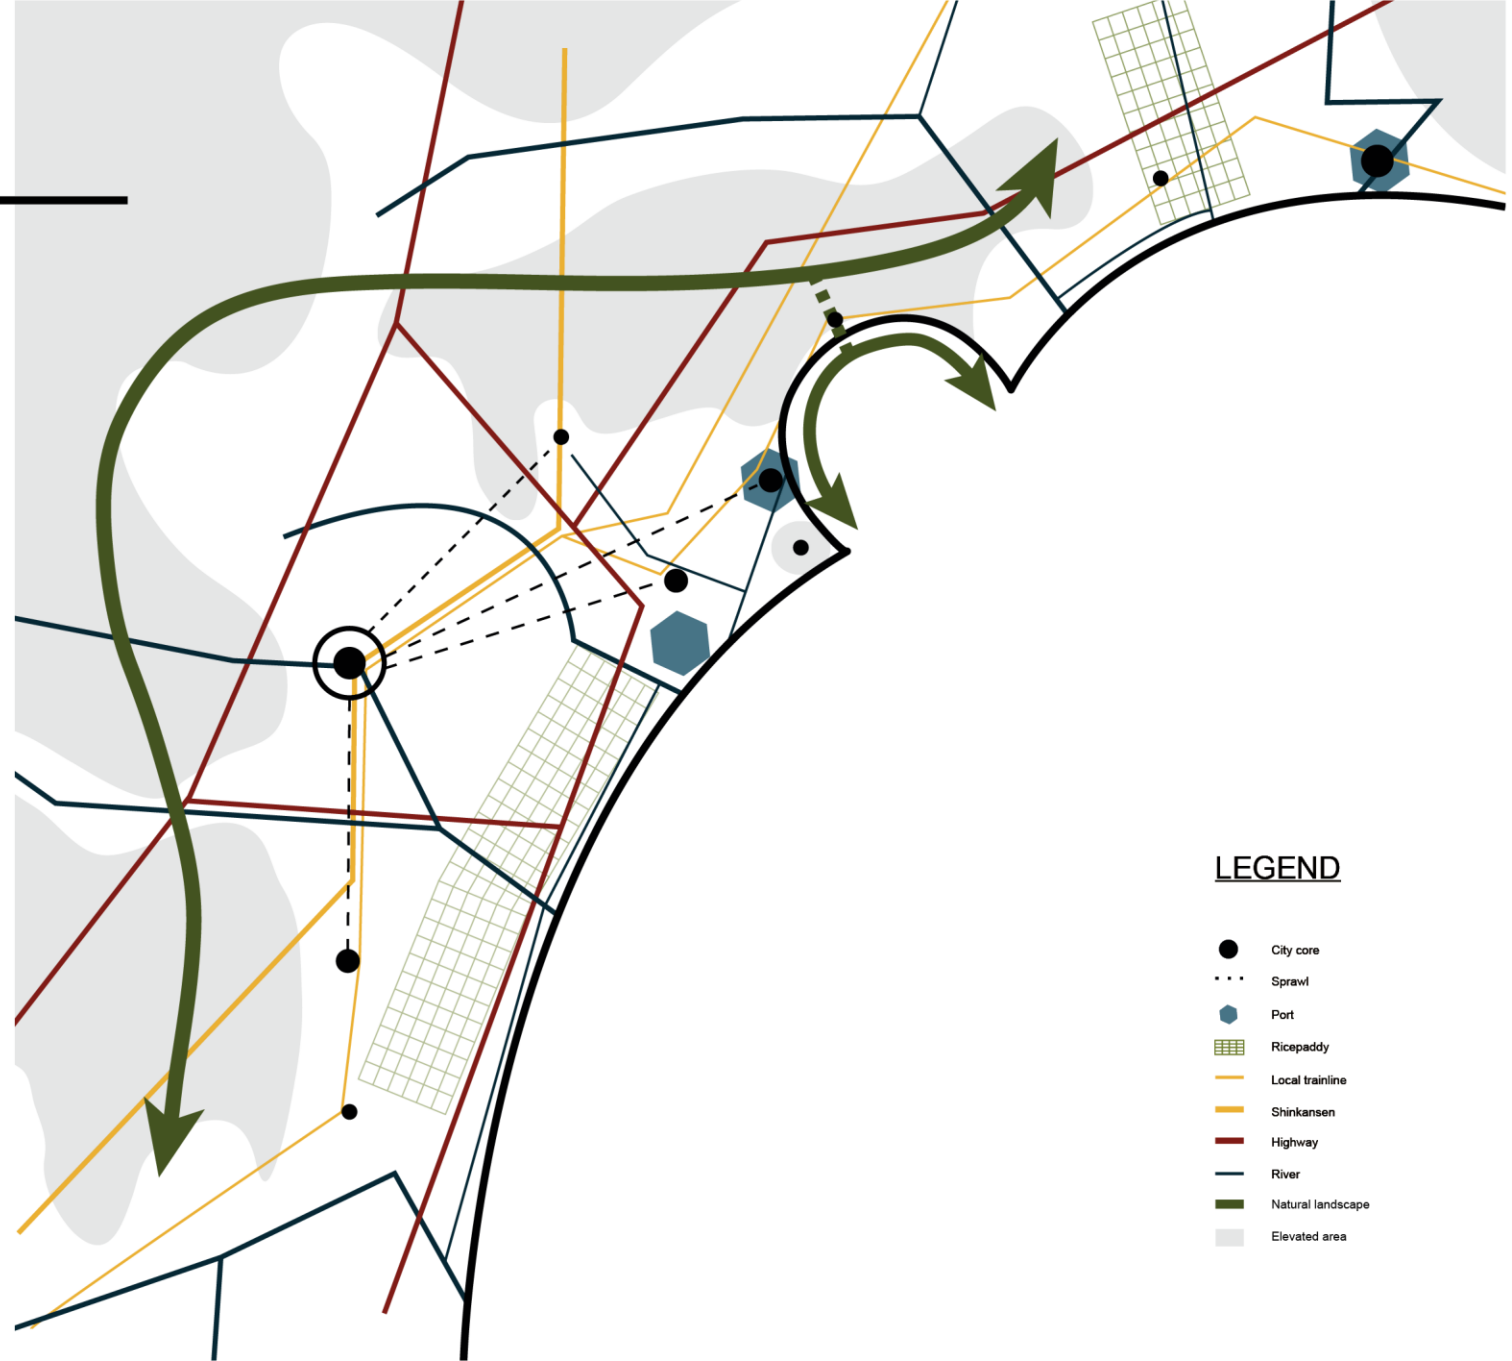 LEGEND
City core
Sprawl
Port
Ricepaddy
Local trainline
Shinkansen
Highway
River
Natural landscape
Elevated area